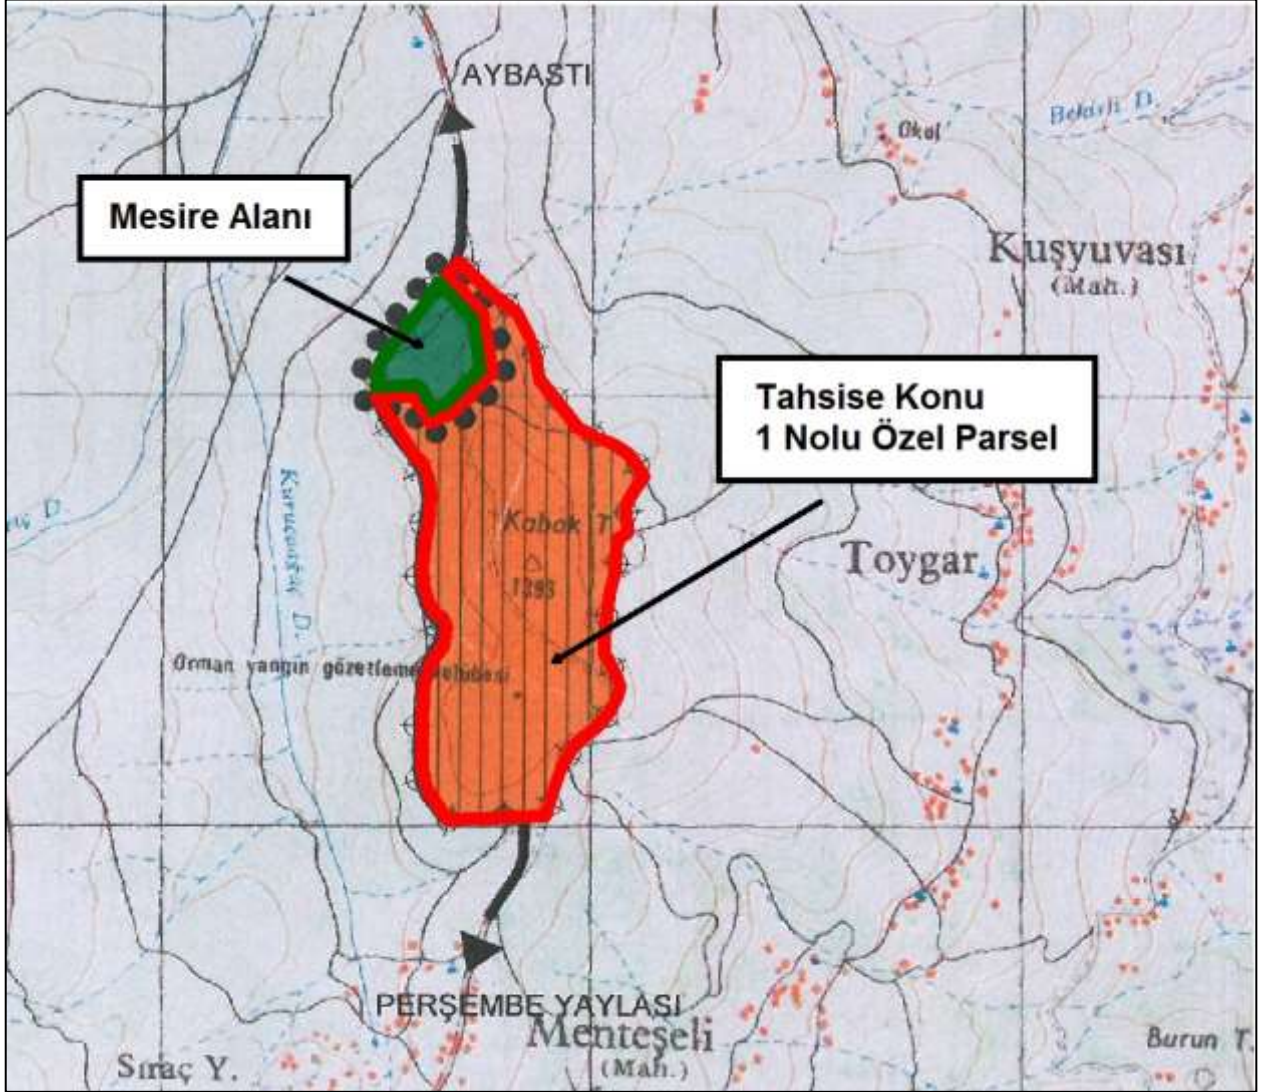 AYBASTI
Bekirli D.
Okul
Mesire Alanı
Kuşyuvası
(Mah.)
Tahsise Konu
1 Nolu Özel Parsel
D.
Kabak T
Toygar
1393
Orman yangın gözetleme
PERŞEMBE YAYLASI
Menteşeli
(Mah.)
Sıraç Y.
Burun T.